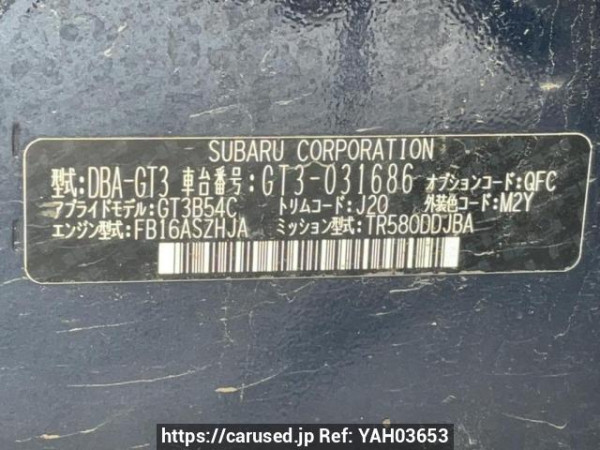 SUBARU CORPORATION
型式:DBA-GT3 車台番号:GT3-031686 オプションコード:QFC
アプライドモデル:GT3B54C トリムコード:J20 外装色コード:M2Y
エンジン型式:FB16ASZHJA ミッション型式:TR580DDJBA
https://carused.jp Ref: YAH03653